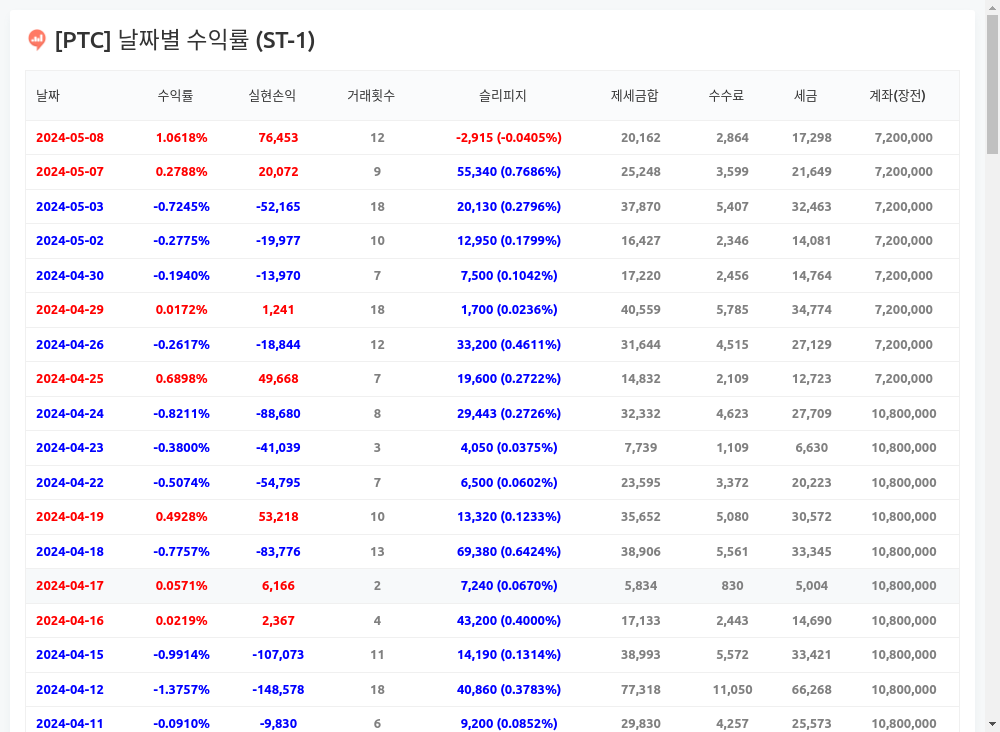 [PTC] 날짜별 수익률 (ST-1)
날짜 수익률 실현손익 거래횟수 슬리피지 제세금합 수수료 세금 계좌(장전)
2024-05-08 1.0618% 76,453 12 -2,915 (-0.0405%) 20,162 2,864 17,298 7,200,000
2024-05-07 0.2788% 20,072 9 55,340 (0.7686%) 25,248 3,599 21,649 7,200,000
2024-05-03 -0.7245% -52,165 18 20,130 (0.2796%) 37,870 5,407 32,463 7,200,000
2024-05-02 -0.2775% -19,977 10 12,950 (0.1799%) 16,427 2,346 14,081 7,200,000
2024-04-30 -0.1940% -13,970 7 7,500 (0.1042%) 17,220 2,456 14,764 7,200,000
2024-04-29 0.0172% 1,241 18 1,700 (0.0236%) 40,559 5,785 34,774 7,200,000
2024-04-26 -0.2617% -18,844 12 33,200 (0.4611%) 31,644 4,515 27,129 7,200,000
2024-04-25 0.6898% 49,668 7 19,600 (0.2722%) 14,832 2,109 12,723 7,200,000
2024-04-24 -0.8211% -88,680 8 29,443 (0.2726%) 32,332 4,623 27,709 10,800,000
2024-04-23 -0.3800% -41,039 3 4,050 (0.0375%) 7,739 1,109 6,630 10,800,000
2024-04-22 -0.5074% -54,795 7 6,500 (0.0602%) 23,595 3,372 20,223 10,800,000
2024-04-19 0.4928% 53,218 10 13,320 (0.1233%) 35,652 5,080 30,572 10,800,000
2024-04-18 -0.7757% -83,776 13 69,380 (0.6424%) 38,906 5,561 33,345 10,800,000
2024-04-17 0.0571% 6,166 2 7,240 (0.0670%) 5,834 830 5,004 10,800,000
2024-04-16 0.0219% 2,367 4 43,200 (0.4000%) 17,133 2,443 14,690 10,800,000
2024-04-15 -0.9914% -107,073 11 14,190 (0.1314%) 38,993 5,572 33,421 10,800,000
2024-04-12 -1.3757% -148,578 18 40,860 (0.3783%) 77,318 11,050 66,268 10,800,000
2024-04-11 -0.0910% -9,830 6 9,200 (0.0852%) 29,830 4,257 25,573 10,800,000